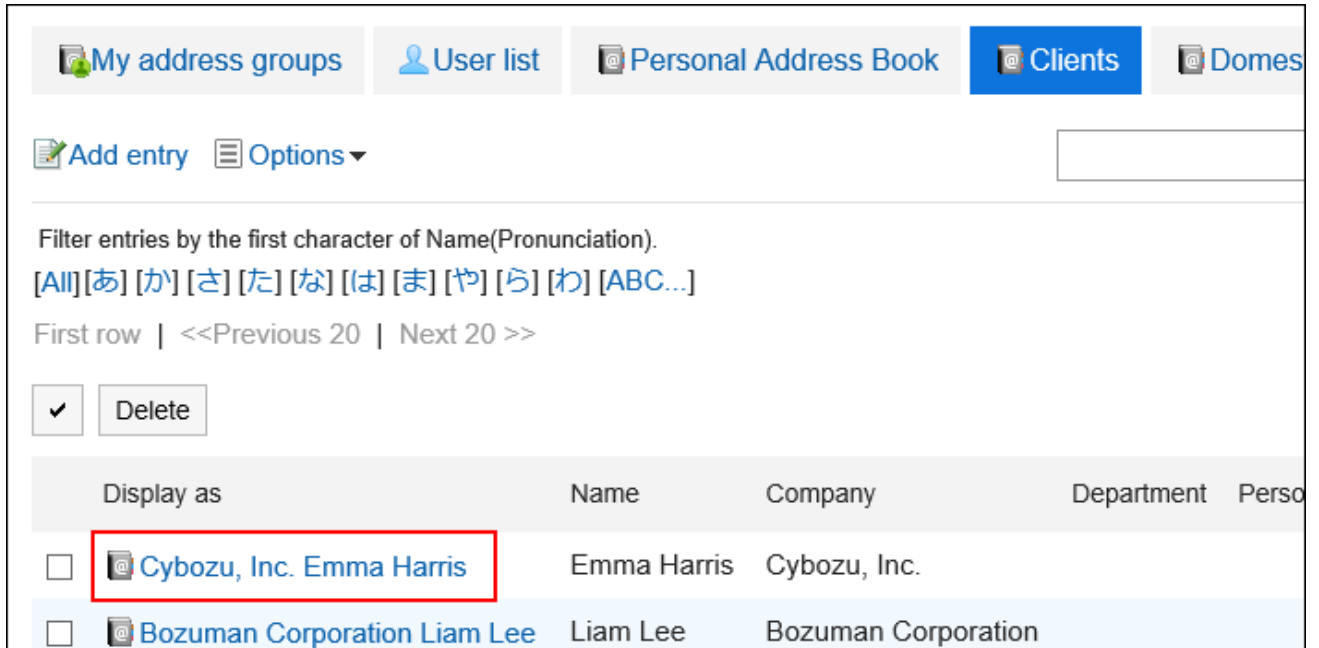 My address groups User list Personal Address Book Clients Domes
Add entry Options
Filter entries by the first character of Name(Pronunciation).
[All][あ] [か] [さ] [た] [な] [は] [ま] [や] [ら] [わ] [ABC...]
First row | <<Previous 20 | Next 20 >>
Delete
Display as Name Company Department Perso
Cybozu, Inc. Emma Harris Emma Harris Cybozu, Inc.
Bozuman Corporation Liam Lee Liam Lee Bozuman Corporation